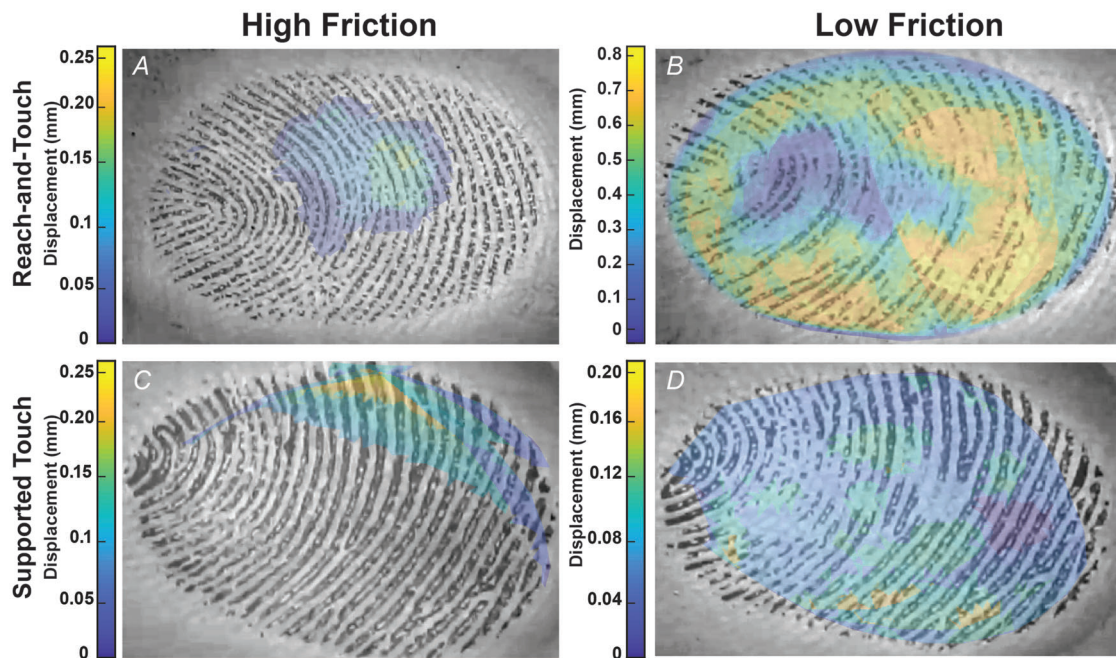 High Friction
Low Friction
Reach-and-Touch
Displacement (mm)
0.25
0.20
0.15
0.1
0.05
0
A
Displacement (mm)
0.8
0.6
0.5
0.4
0.3
0.2
0.1
0
B
Supported Touch
Displacement (mm)
0.25
0.20
0.15
0.1
0.05
0
C
Displacement (mm)
0.20
0.16
0.12
0.08
0.04
0
D